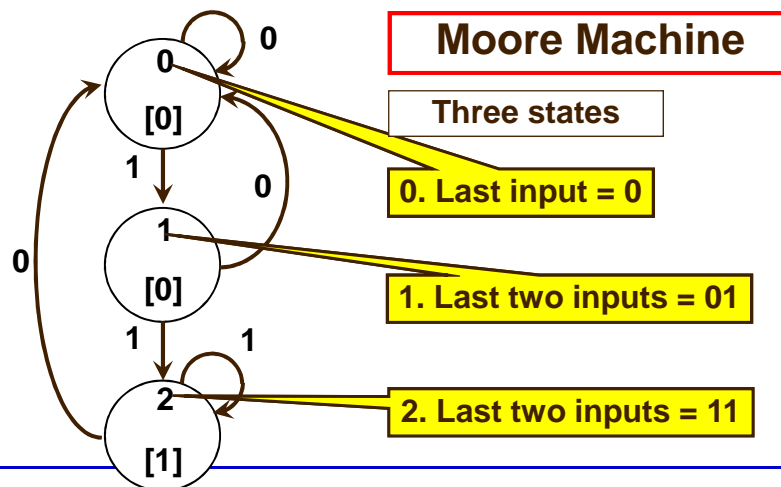 Moore Machine
0
0
Three states
[0]
1
0
0. Last input = 0
1
0
1. Last two inputs = 01
[0]
1
1
2
2. Last two inputs = 11
[1]